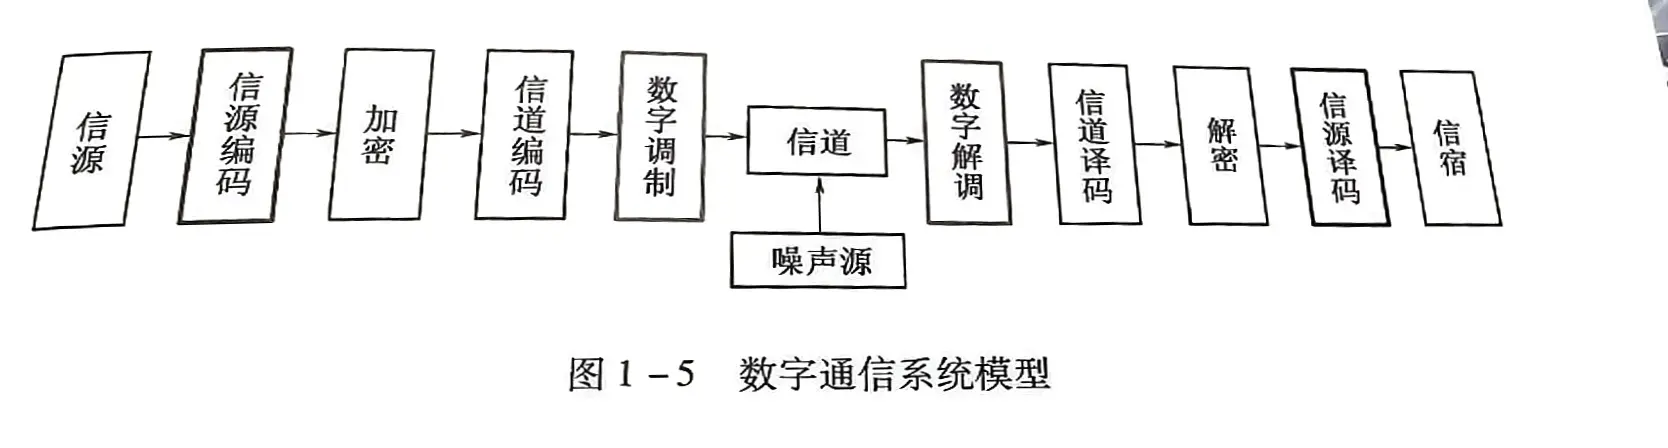 信源
信源编码
加密
信道编码
数字调制
信道
数字解调
信道译码
解密
信源译码
信宿
噪声源
图 1-5 数字通信系统模型